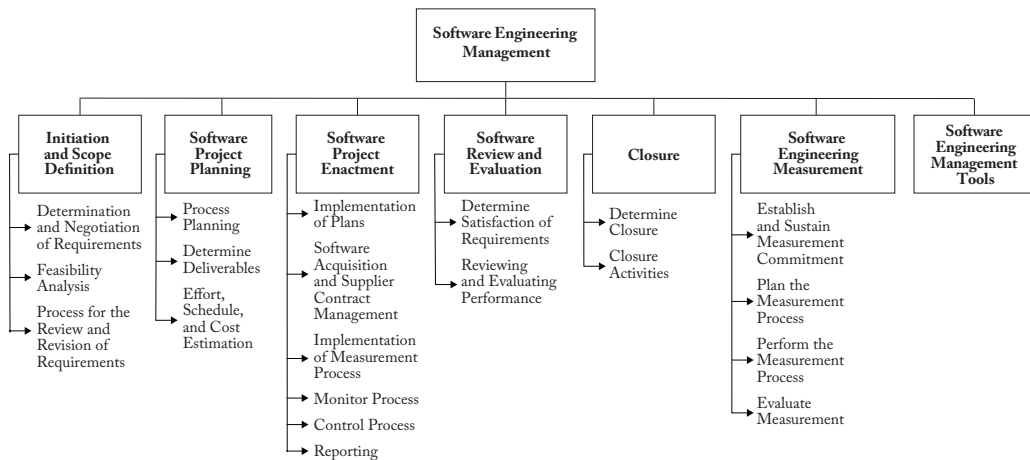 Software Engineering
Management
Initiation
and Scope
Definition
Determination
and Negotiation
of Requirements
Feasibility
Analysis
Process for the
Review and
Revision of
Requirements
Software
Project
Planning
Process
Planning
Determine
Deliverables
Effort,
Schedule,
and Cost
Estimation
Software
Project
Enactment
Implementation
of Plans
Software
Acquisition
and Supplier
Contract
Management
Implementation
of Measurement
Process
Monitor Process
Control Process
Reporting
Software
Review and
Evaluation
Determine
Satisfaction of
Requirements
Reviewing
and Evaluating
Performance
Closure
Determine
Closure
Closure
Activities
Software
Engineering
Measurement
Establish
and Sustain
Measurement
Commitment
Plan the
Measurement
Process
Perform the
Measurement
Process
Evaluate
Measurement
Software
Engineering
Management
Tools